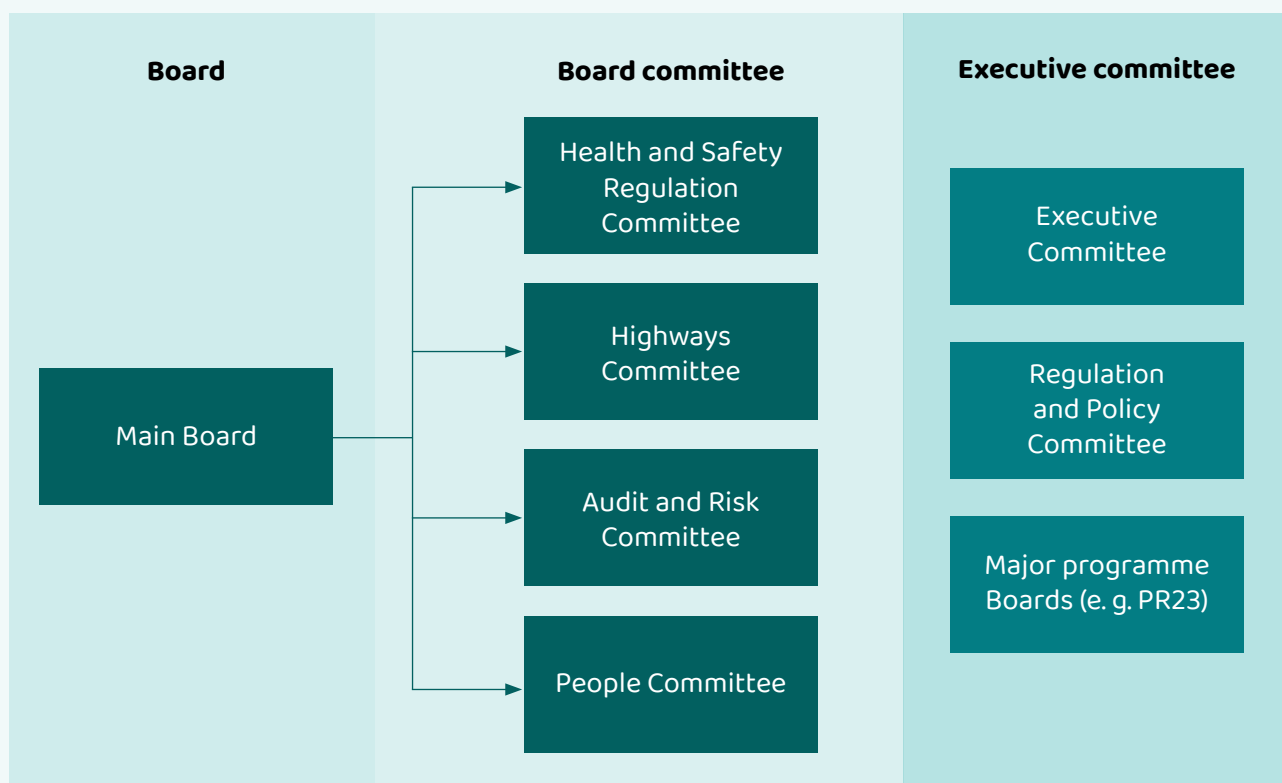 Board
Board committee
Executive committee
Main Board
Health and Safety
Regulation
Committee
Highways
Committee
Audit and Risk
Committee
People Committee
Executive
Committee
Regulation
and Policy
Committee
Major programme
Boards (e. g. PR23)